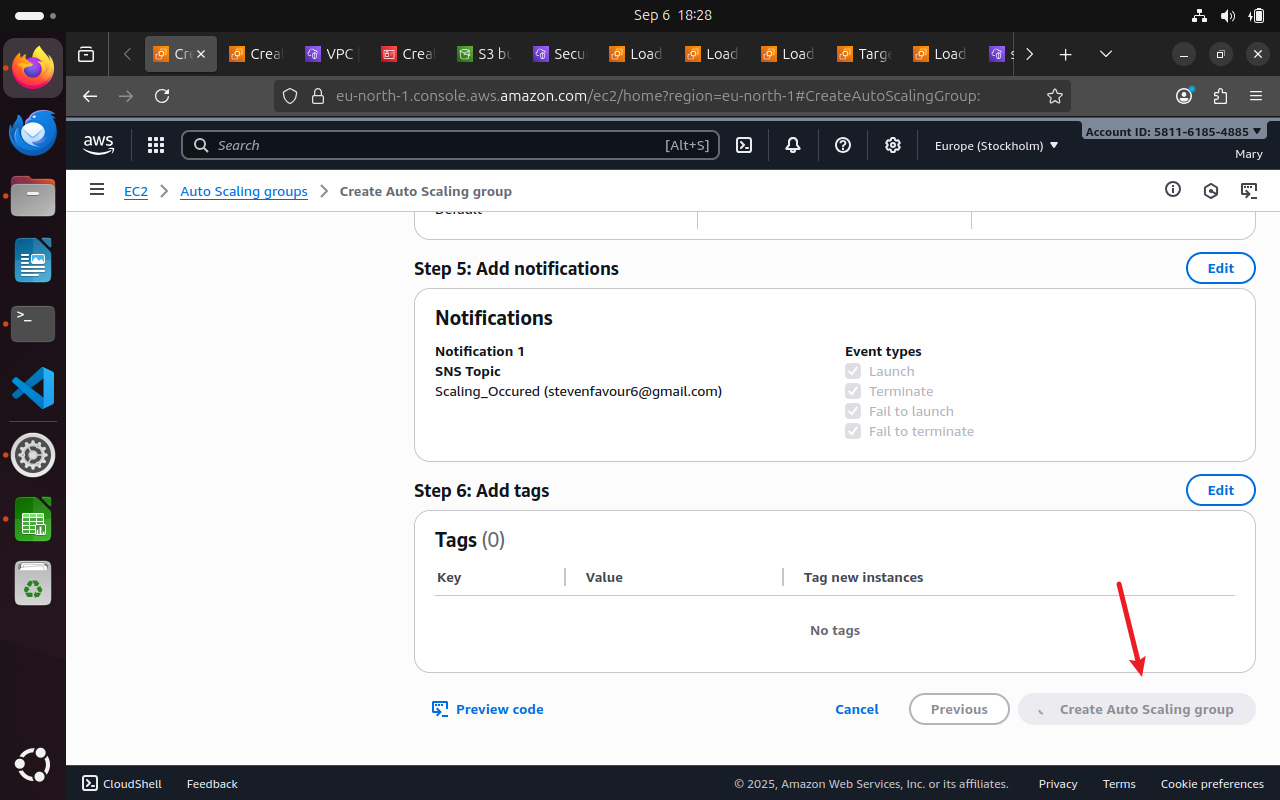 Sep 6 18:28
Cre
Creat
VPC
Creat
S3 bu
Secu
Load
Load
Load
Targe
Load
s
eu-north-1.console.aws.amazon.com/ec2/home?region=eu-north-1#CreateAutoScalingGroup:
aws
Search
[Alt+S]
Europe (Stockholm)
Account ID: 5811-6185-4885
Mary
EC2
Auto Scaling groups
Create Auto Scaling group
Default
Step 5: Add notifications
Edit
Notifications
Notification 1
SNS Topic
Scaling_Occured (stevenfavour6@gmail.com)
Event types
Launch
Terminate
Fail to launch
Fail to terminate
Step 6: Add tags
Edit
Tags (0)
Key
Value
Tag new instances
No tags
Preview code
Cancel
Previous
Create Auto Scaling group
CloudShell
Feedback
© 2025, Amazon Web Services, Inc. or its affiliates.
Privacy
Terms
Cookie preferences